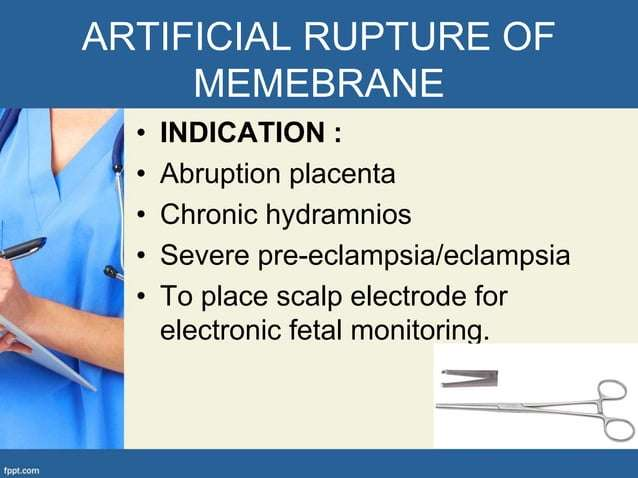 ARTIFICIAL RUPTURE OF
MEMEBRANE
• INDICATION :
• Abruption placenta
• Chronic hydramnios
• Severe pre-eclampsia/eclampsia
• To place scalp electrode for
electronic fetal monitoring.
fppt.com